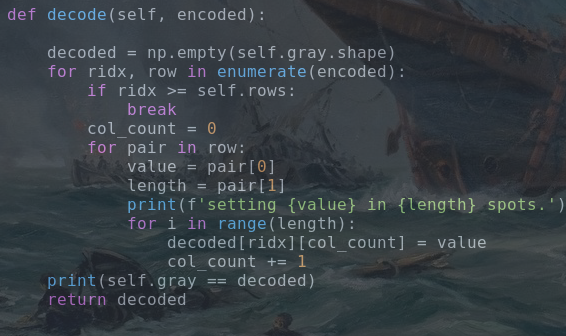 def decode(self, encoded):

    decoded = np.empty(self.gray.shape)
    for ridx, row in enumerate(encoded):
        if ridx >= self.rows:
            break
        col_count = 0
        for pair in row:
            value = pair[0]
            length = pair[1]
            print(f'setting {value} in {length} spots.')
            for i in range(length):
                decoded[ridx][col_count] = value
                col_count += 1
    print(self.gray == decoded)
    return decoded